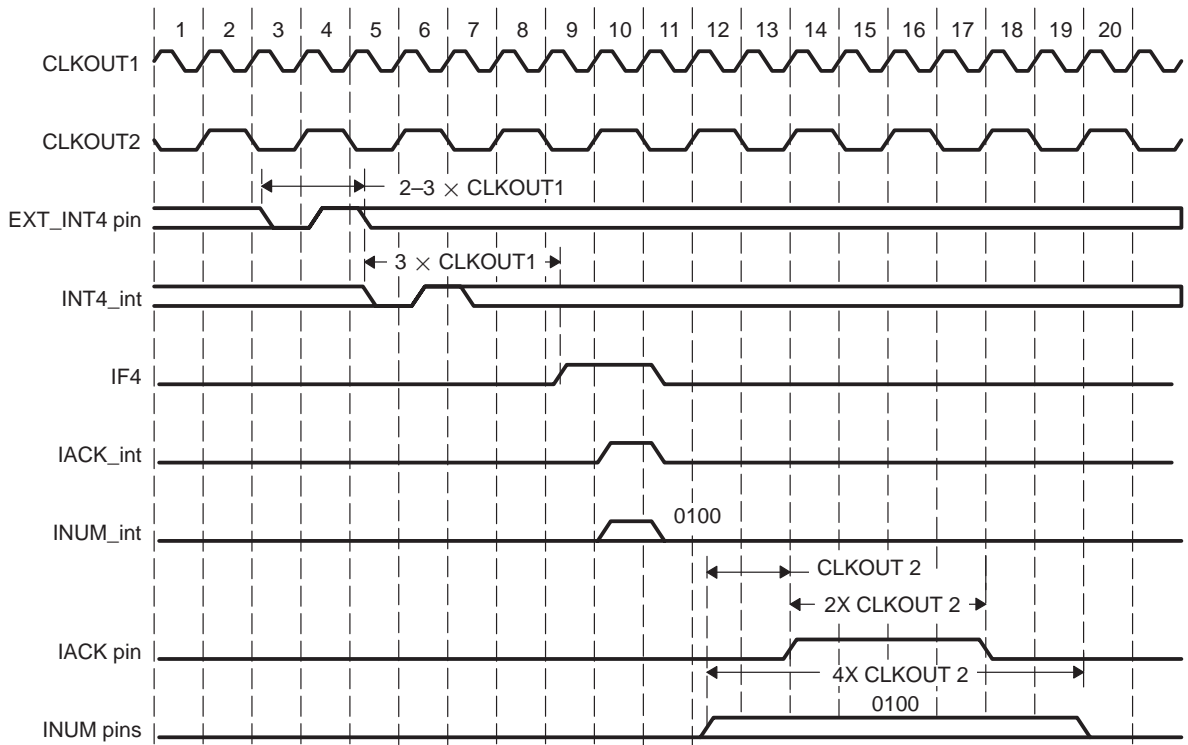 1 2 3 4 5 6 7 8 9 10 11 12 13 14 15 16 17 18 19 20
CLKOUT1
CLKOUT2
2–3 × CLKOUT1
EXT_INT4 pin
3 × CLKOUT1
INT4_int
IF4
IACK_int
0100
INUM_int
CLKOUT 2
2X CLKOUT 2
IACK pin
4X CLKOUT 2
0100
INUM pins